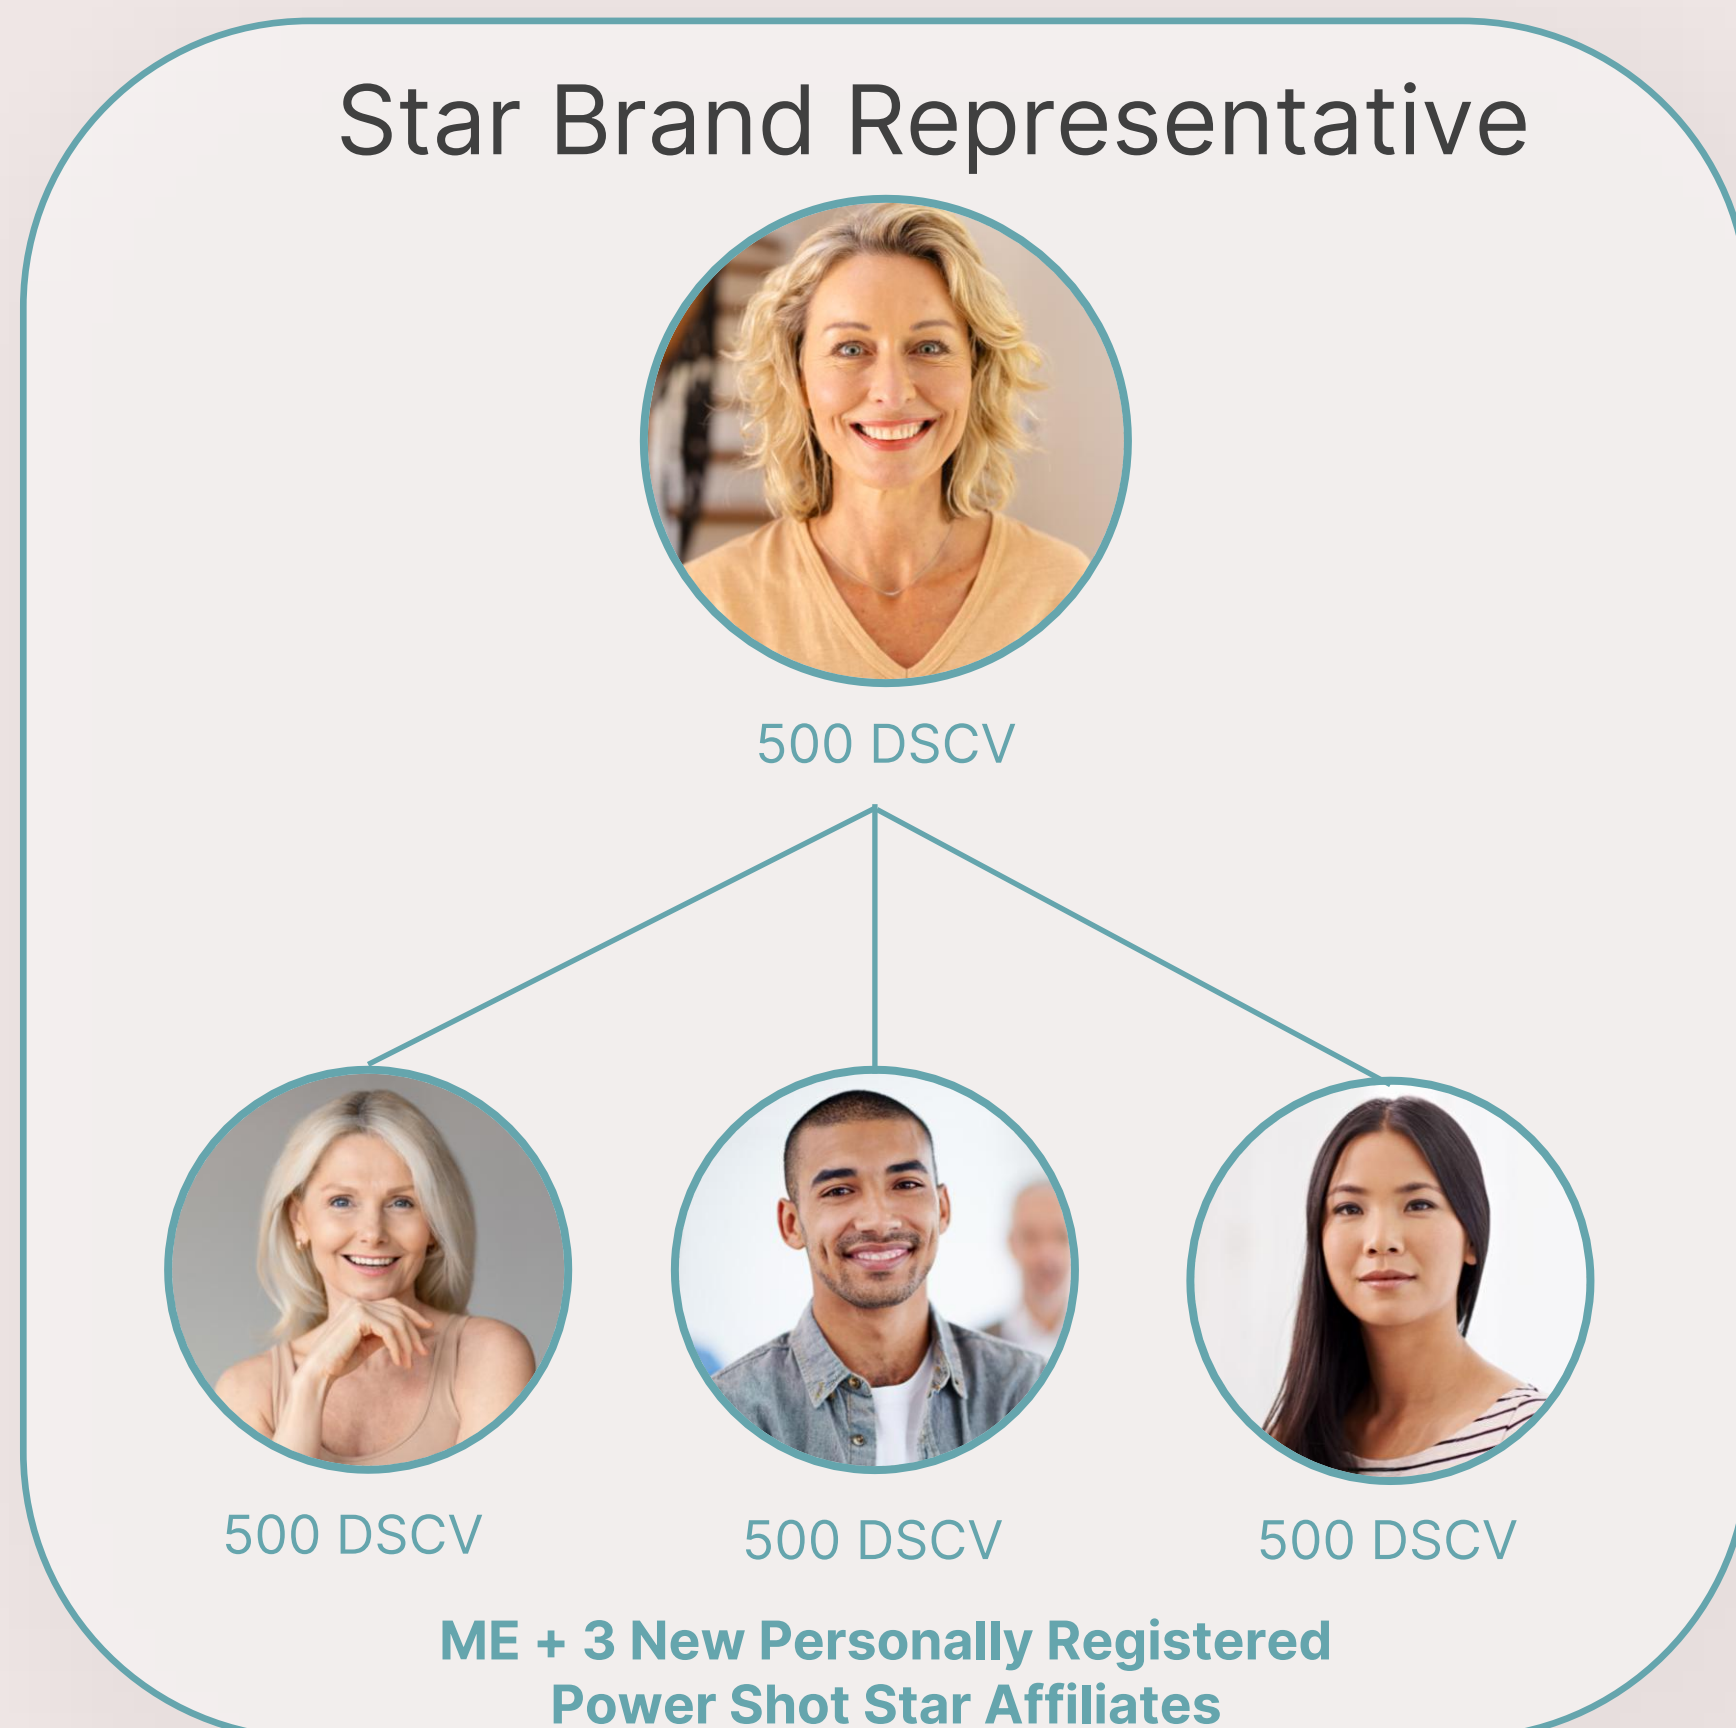 Star Brand Representative
500 DSCV
500 DSCV
500 DSCV
500 DSCV
ME + 3 New Personally Registered
Power Shot Star Affiliates